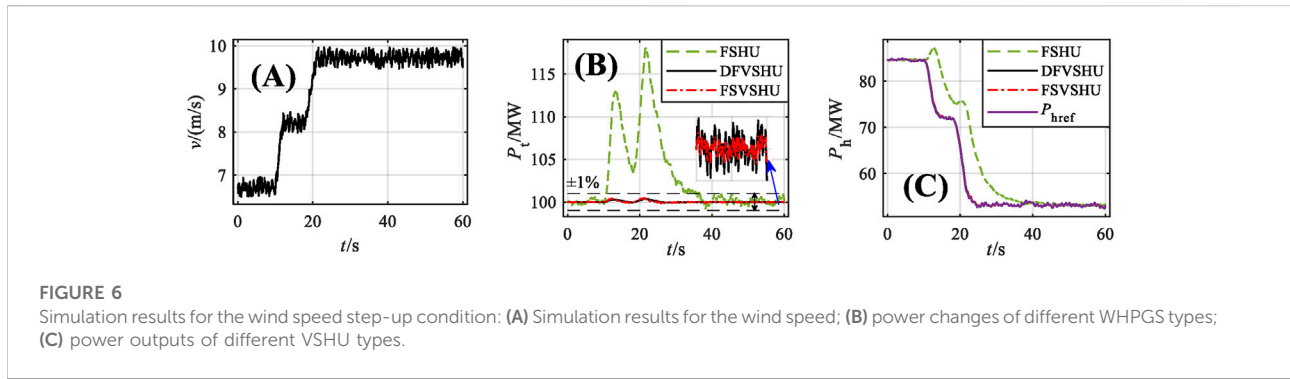 10
9
8
7
v/(m/s)
(A)
0
20
40
60
t/s
115
110
105
100
Pt/MW
(B)
FSHU
DFVSHU
FSVSHU
±1%
0
20
40
60
t/s
80
70
60
Ph/MW
(C)
FSHU
DFVSHU
FSVSHU
Phref
0
20
40
60
t/s
FIGURE 6
Simulation results for the wind speed step-up condition: (A) Simulation results for the wind speed; (B) power changes of different WHPGS types;
(C) power outputs of different VSHU types.